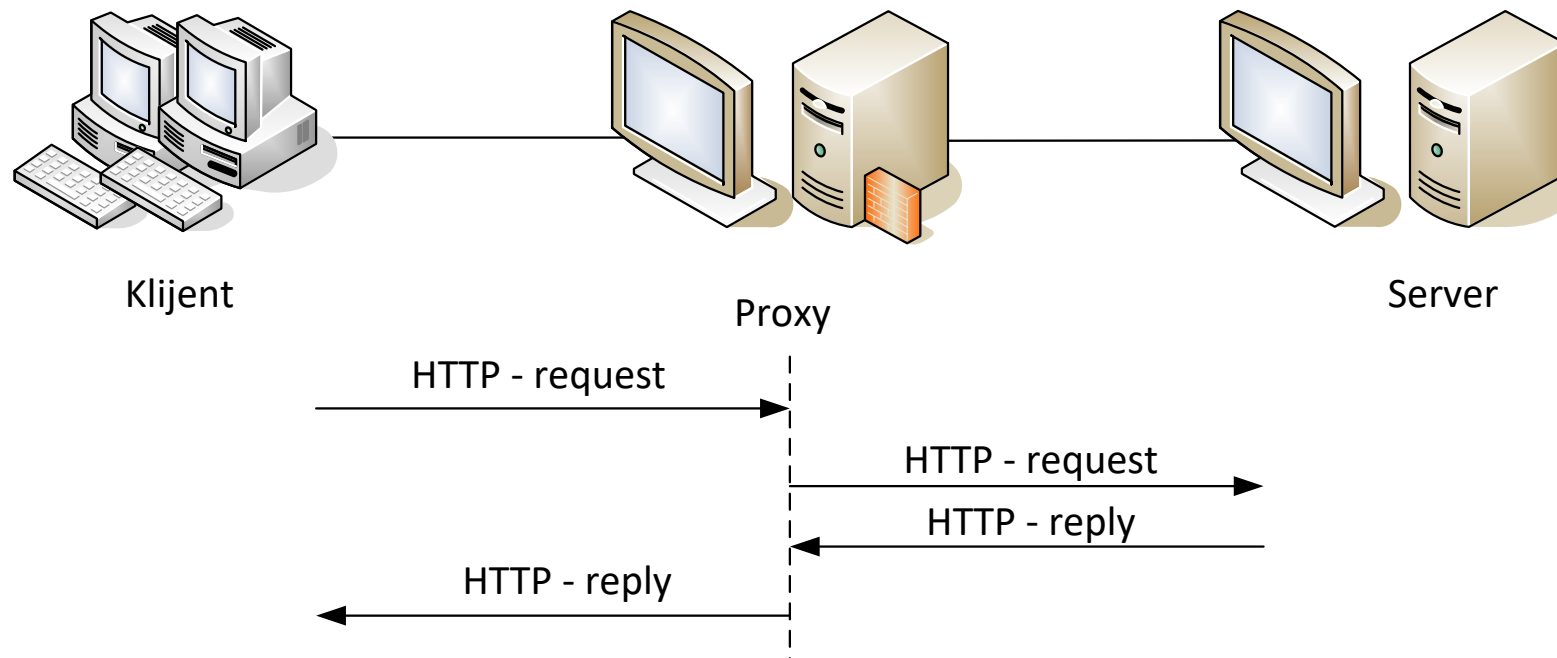 Klijent
Proxy
Server
HTTP - request
HTTP - request
HTTP - reply
HTTP - reply